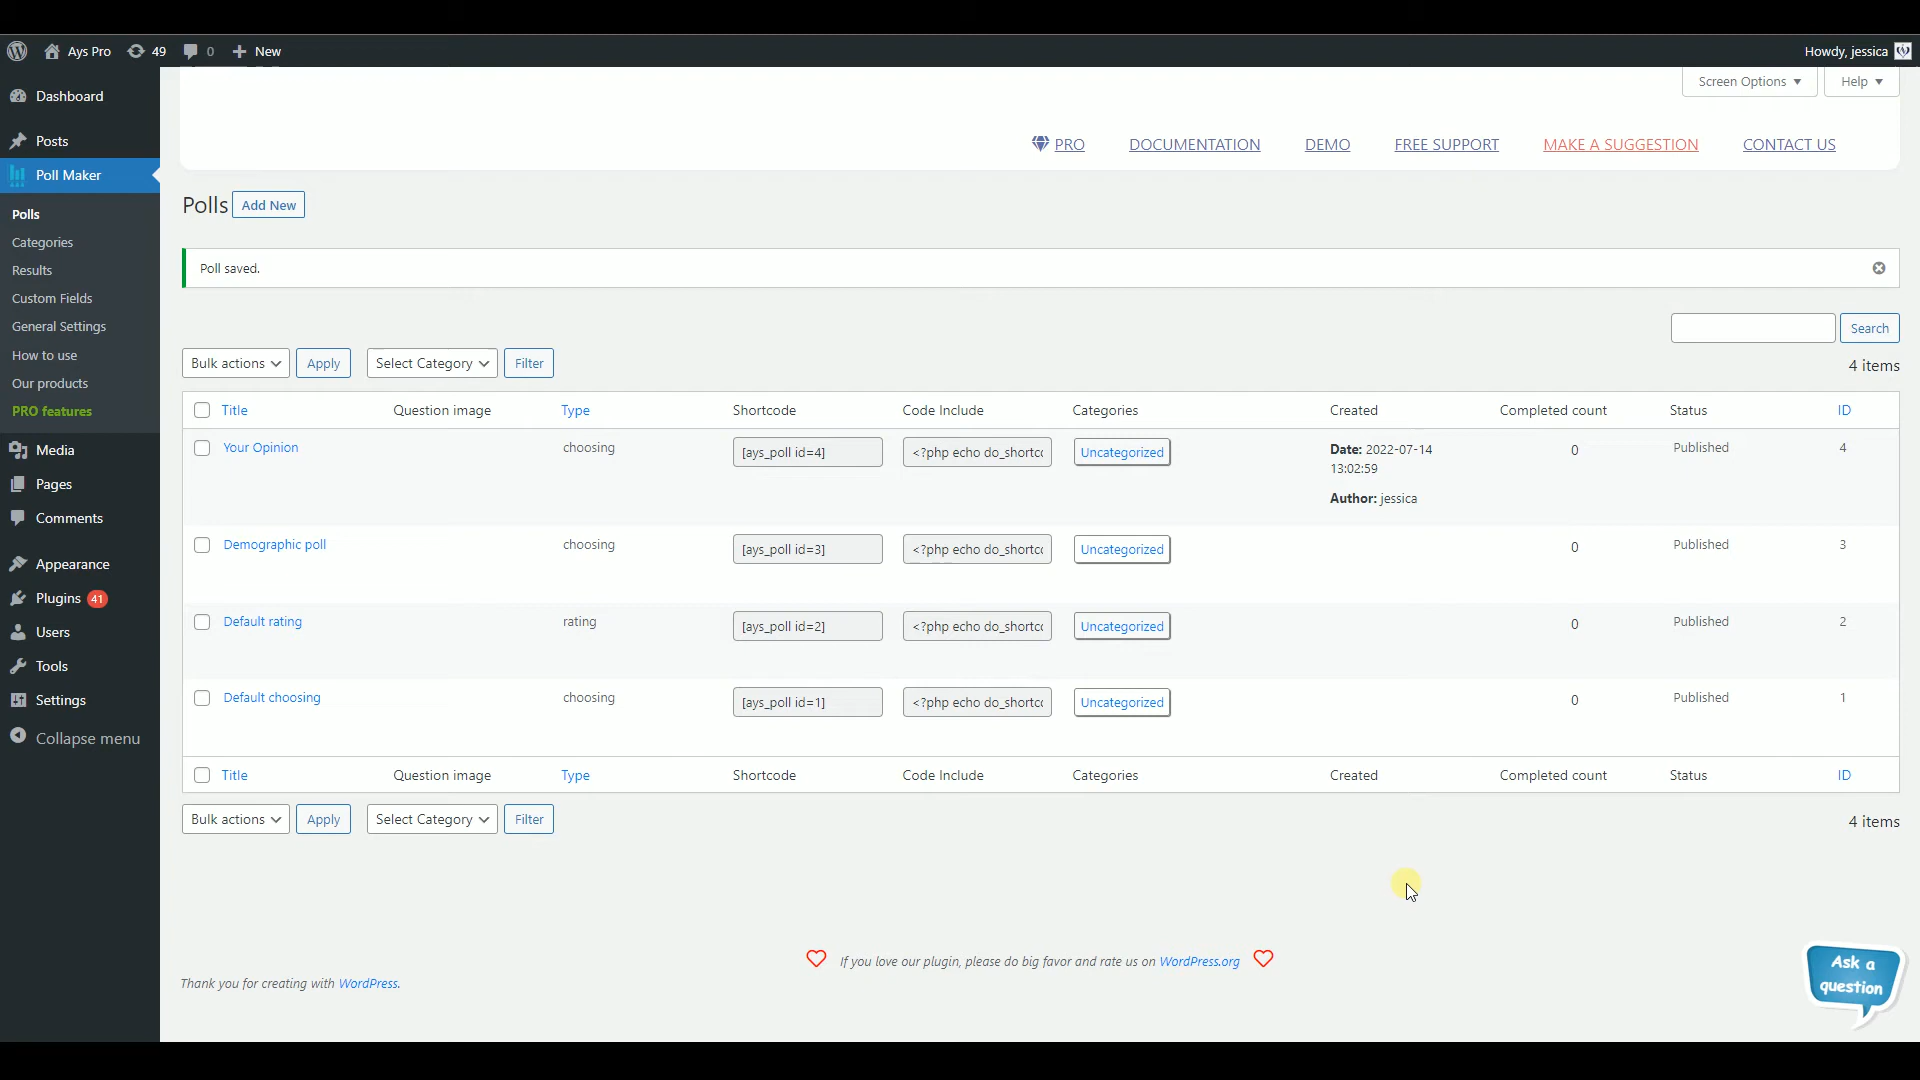 Ays Pro 49 0 New Howdy, jessica
Dashboard
Posts
Poll Maker
Polls
Categories
Results
Custom Fields
General Settings
How to use
Our products
PRO features
Media
Pages
Comments
Appearance
Plugins 41
Users
Tools
Settings
Collapse menu
Screen Options Help
PRO DOCUMENTATION DEMO FREE SUPPORT MAKE A SUGGESTION CONTACT US
Polls Add New
Poll saved.
Search
Bulk actions Apply Select Category Filter 4 items
Title Question image Type Shortcode Code Include Categories Created Completed count Status ID
Your Opinion choosing [ays_poll id=4] <?php echo do_shortc Uncategorized Date: 2022-07-14 0 Published 4
13:02:59
Author: jessica
Demographic poll choosing [ays_poll id=3] <?php echo do_shortc Uncategorized 0 Published 3
Default rating rating [ays_poll id=2] <?php echo do_shortc Uncategorized 0 Published 2
Default choosing choosing [ays_poll id=1] <?php echo do_shortc Uncategorized 0 Published 1
Title Question image Type Shortcode Code Include Categories Created Completed count Status ID
Bulk actions Apply Select Category Filter 4 items
If you love our plugin, please do big favor and rate us on WordPress.org
Thank you for creating with WordPress.
Ask a
question